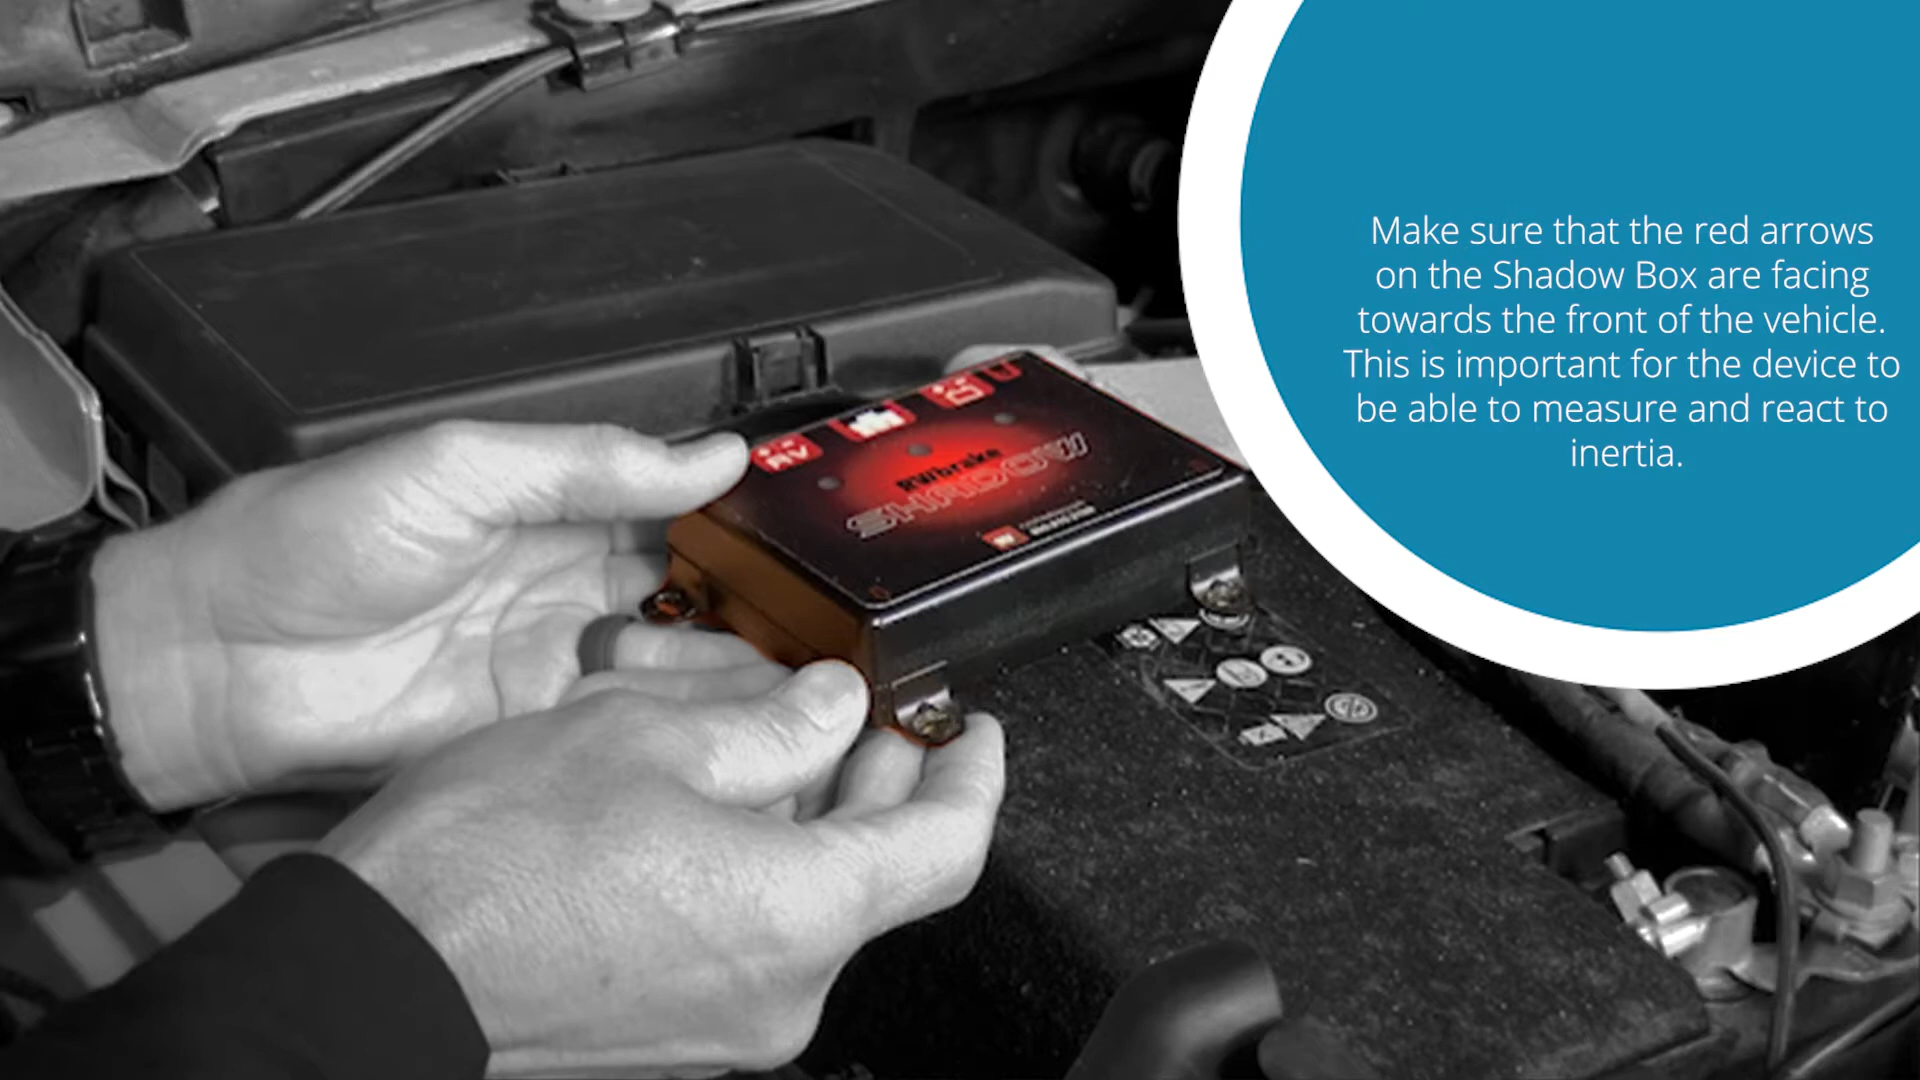 Make sure that the red arrows
on the Shadow Box are facing
towards the front of the vehicle.
This is important for the device to
be able to measure and react to
inertia.
RVibrake
SHADOW